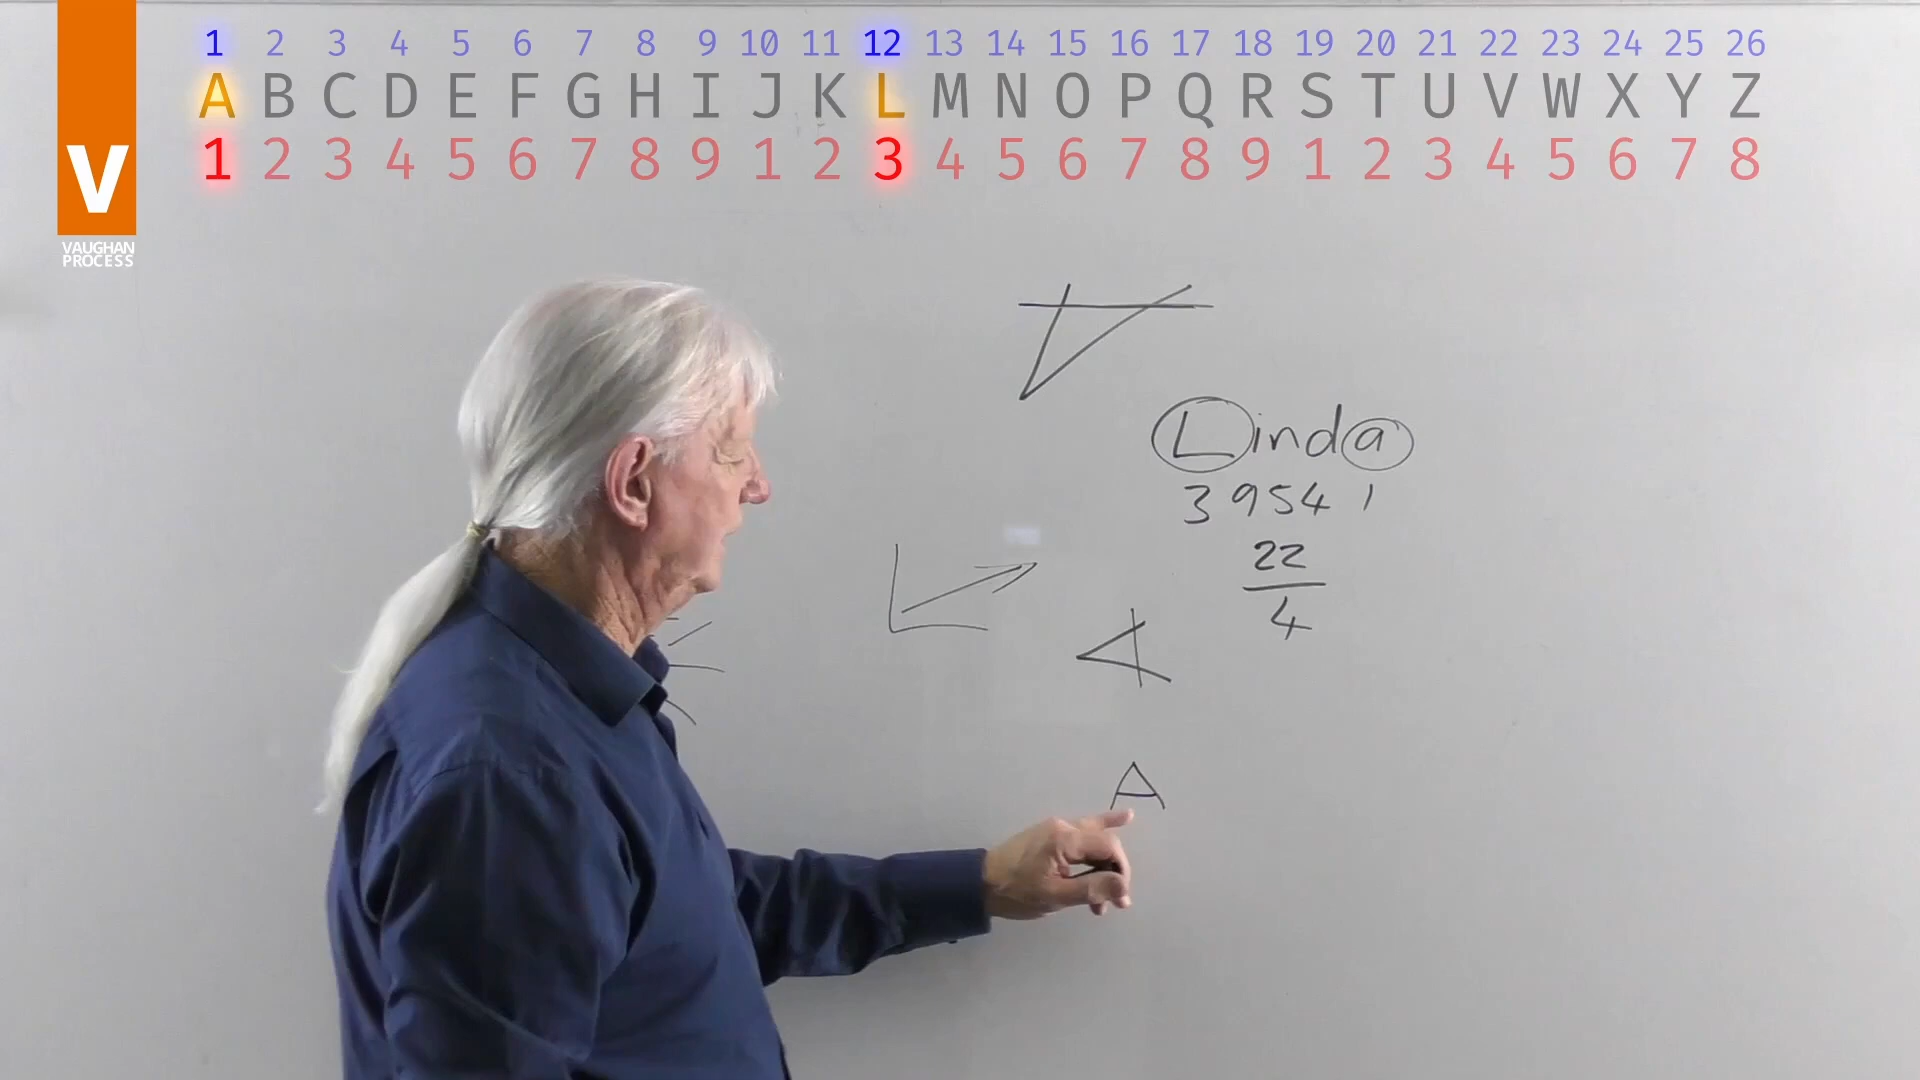 1 2 3 4 5 6 7 8 9 10 11 12 13 14 15 16 17 18 19 20 21 22 23 24 25 26
A B C D E F G H I J K L M N O P Q R S T U V W X Y Z
1 2 3 4 5 6 7 8 9 1 2 3 4 5 6 7 8 9 1 2 3 4 5 6 7 8
V
VAUGHAN
PROCESS
Linda
3 9 5 4 1
22
4
A